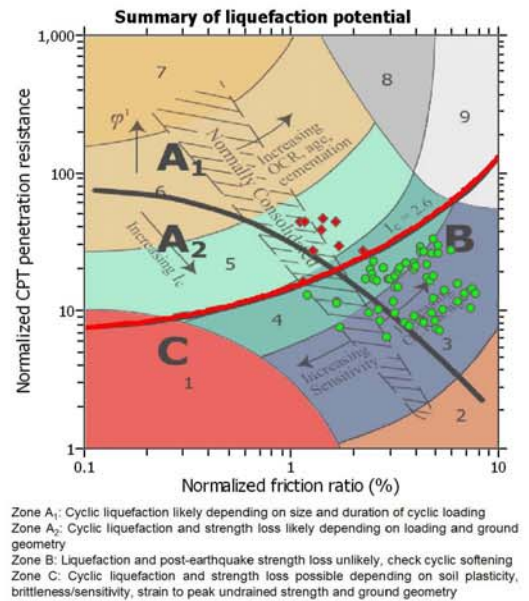 Summary of liquefaction potential
1,000
100
10
1
0.1
1
10
Normalized CPT penetration resistance
Normalized friction ratio (%)
7
8
9
φ'
A1
Increasing
OCR, age,
cementation
Normally Consolidated
6
A2
Increasing Ic
5
Ic = 2.6
B
4
3
C
1
Increasing
Sensitivity
2
Zone A1: Cyclic liquefaction likely depending on size and duration of cyclic loading
Zone A2: Cyclic liquefaction and strength loss likely depending on loading and ground
geometry
Zone B: Liquefaction and post-earthquake strength loss unlikely, check cyclic softening
Zone C: Cyclic liquefaction and strength loss possible depending on soil plasticity,
brittleness/sensitivity, strain to peak undrained strength and ground geometry